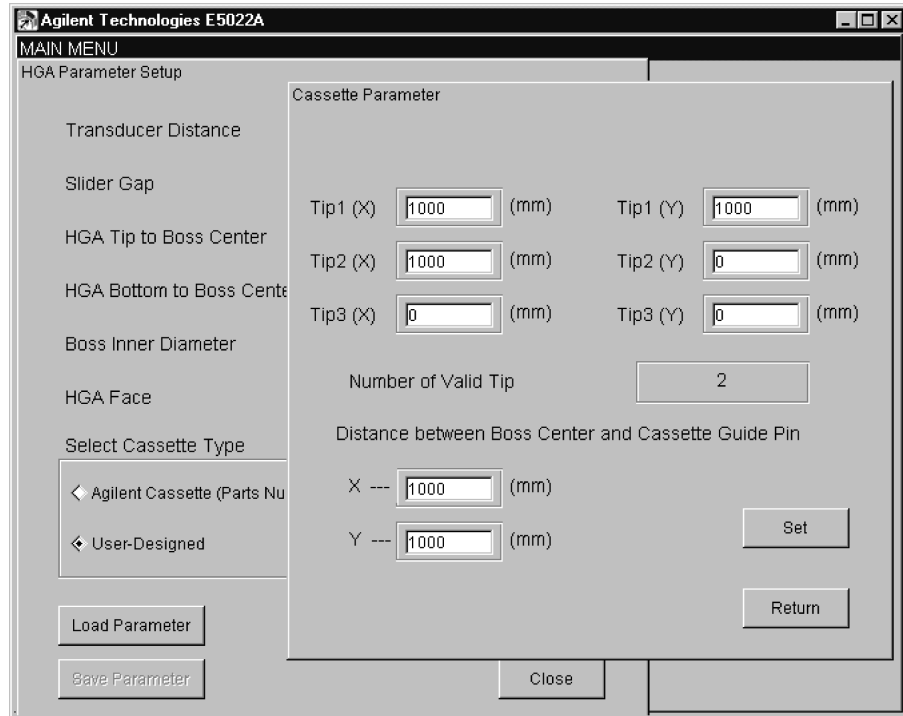 Agilent Technologies E5022A
MAIN MENU
HGA Parameter Setup
Transducer Distance
Slider Gap
HGA Tip to Boss Center
HGA Bottom to Boss Cente
Boss Inner Diameter
HGA Face
Select Cassette Type
Agilent Cassette (Parts Nu
User-Designed
Load Parameter
Save Parameter
Close
Cassette Parameter
Tip1 (X) 1000 (mm) Tip1 (Y) 1000 (mm)
Tip2 (X) 1000 (mm) Tip2 (Y) 0 (mm)
Tip3 (X) 0 (mm) Tip3 (Y) 0 (mm)
Number of Valid Tip 2
Distance between Boss Center and Cassette Guide Pin
X --- 1000 (mm)
Y --- 1000 (mm)
Set
Return